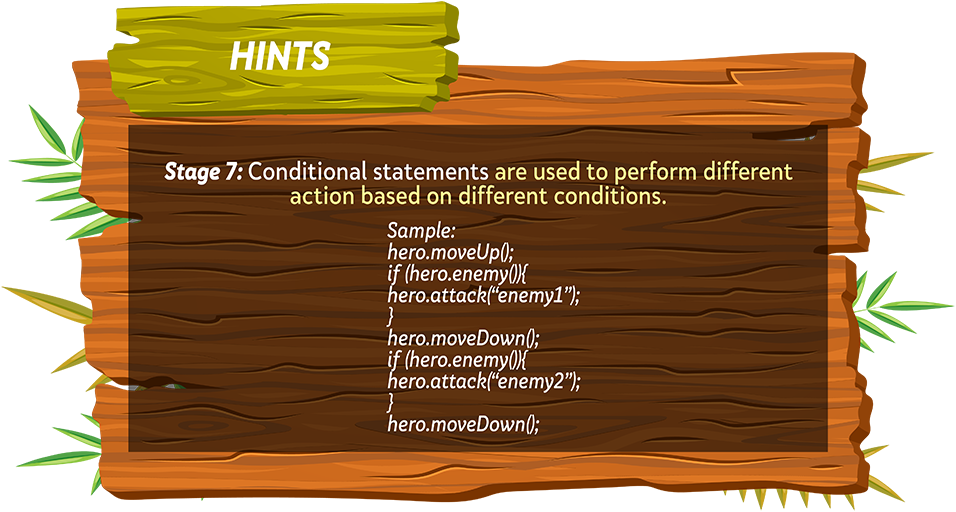 HINTS
Stage 7: Conditional statements are used to perform different
action based on different conditions.
Sample:
hero.moveUp();
if (hero.enemy()){
hero.attack(“enemy1”);
}
hero.moveDown();
if (hero.enemy()){
hero.attack(“enemy2”);
}
hero.moveDown();